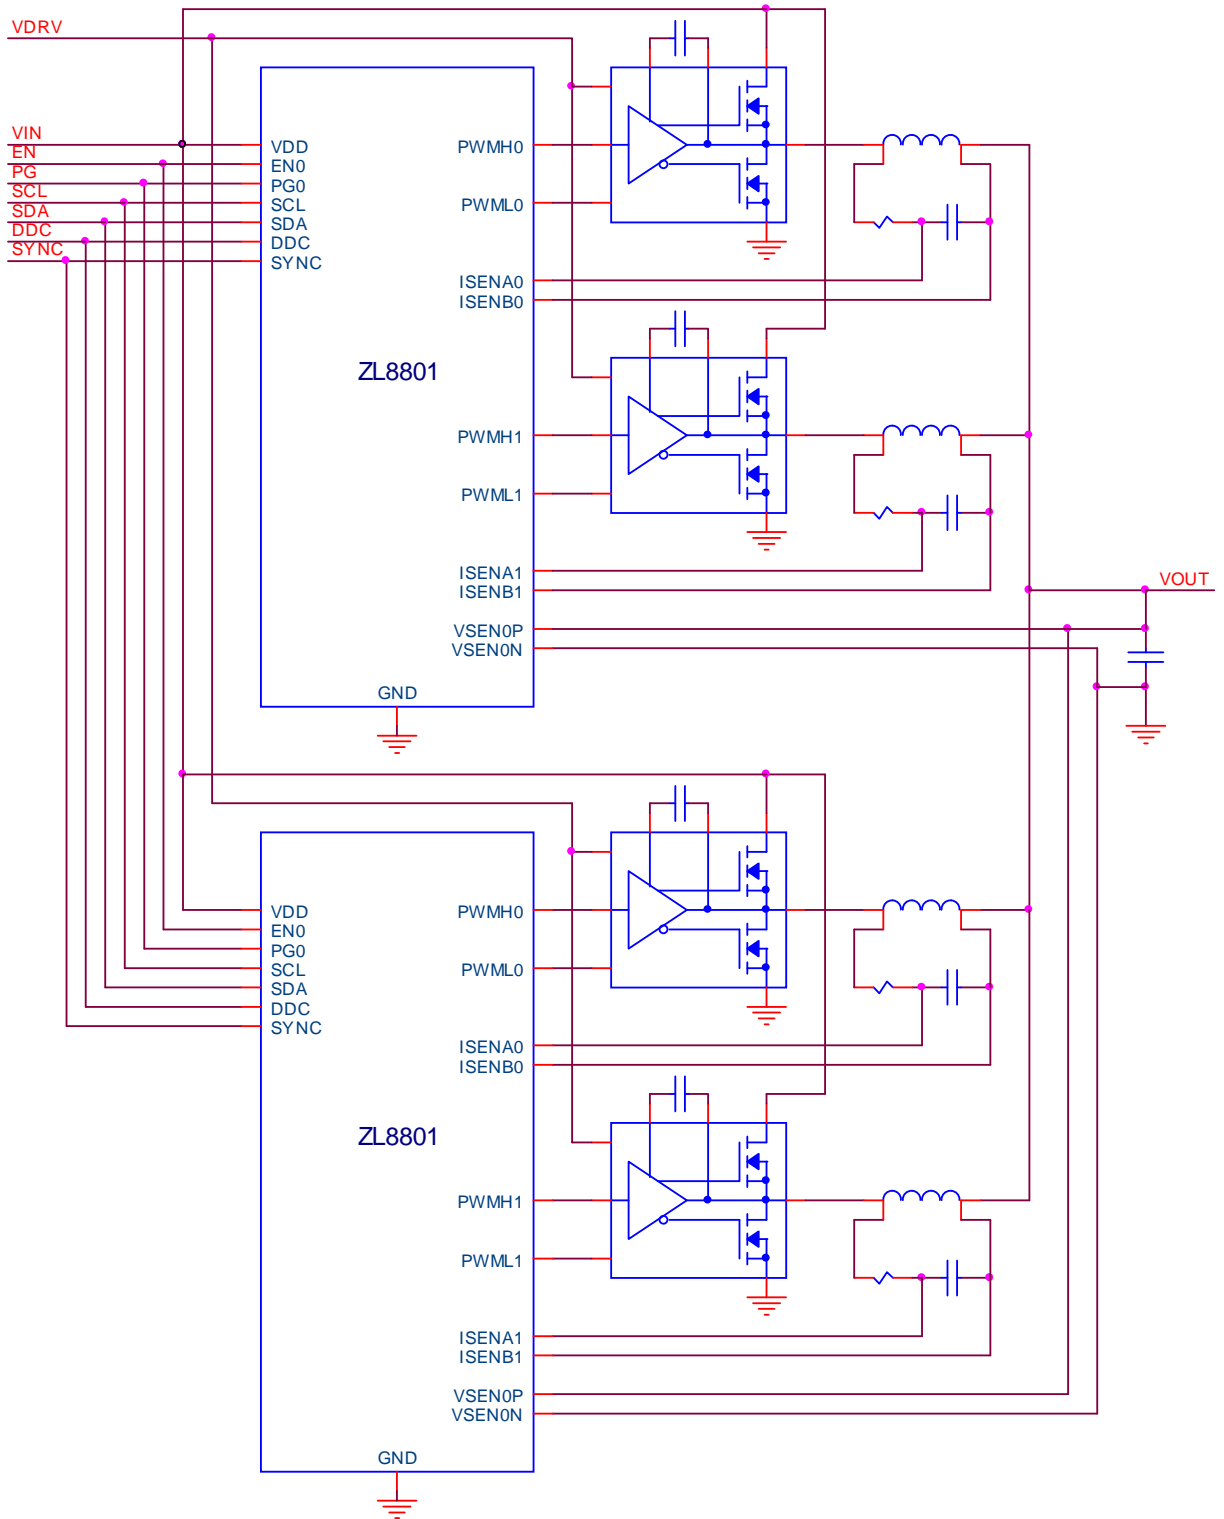 VDRV
VIN
EN
PG
SCL
SDA
DDC
SYNC
VDD
EN0
PG0
SCL
SDA
DDC
SYNC
PWMH0
PWML0
ISENA0
ISENB0
ZL8801
PWMH1
PWML1
ISENA1
ISENB1
VSEN0P
VSEN0N
GND
VOUT
VDD
EN0
PG0
SCL
SDA
DDC
SYNC
PWMH0
PWML0
ISENA0
ISENB0
ZL8801
PWMH1
PWML1
ISENA1
ISENB1
VSEN0P
VSEN0N
GND